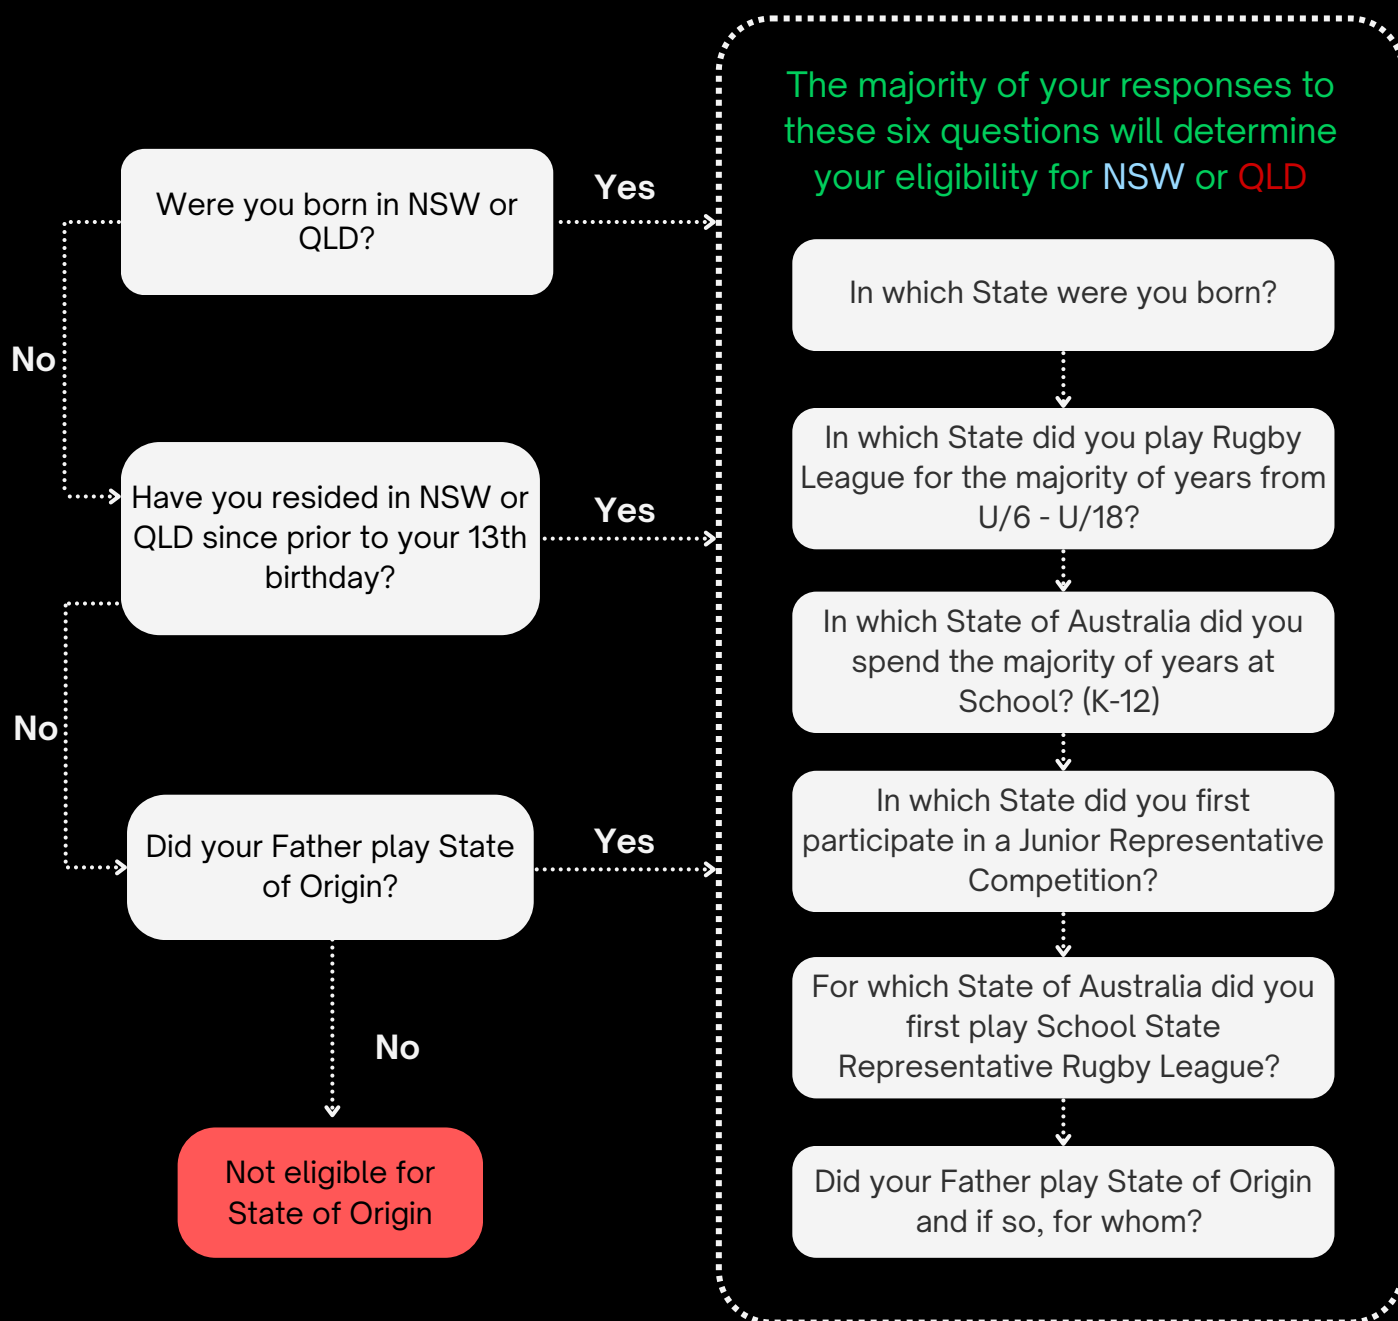 Were you born in NSW or
QLD?
Yes
No
Have you resided in NSW or
QLD since prior to your 13th
birthday?
Yes
No
Did your Father play State
of Origin?
Yes
No
Not eligible for
State of Origin
The majority of your responses to
these six questions will determine
your eligibility for NSW or QLD
In which State were you born?
In which State did you play Rugby
League for the majority of years from
U/6 - U/18?
In which State of Australia did you
spend the majority of years at
School? (K-12)
In which State did you first
participate in a Junior Representative
Competition?
For which State of Australia did you
first play School State
Representative Rugby League?
Did your Father play State of Origin
and if so, for whom?